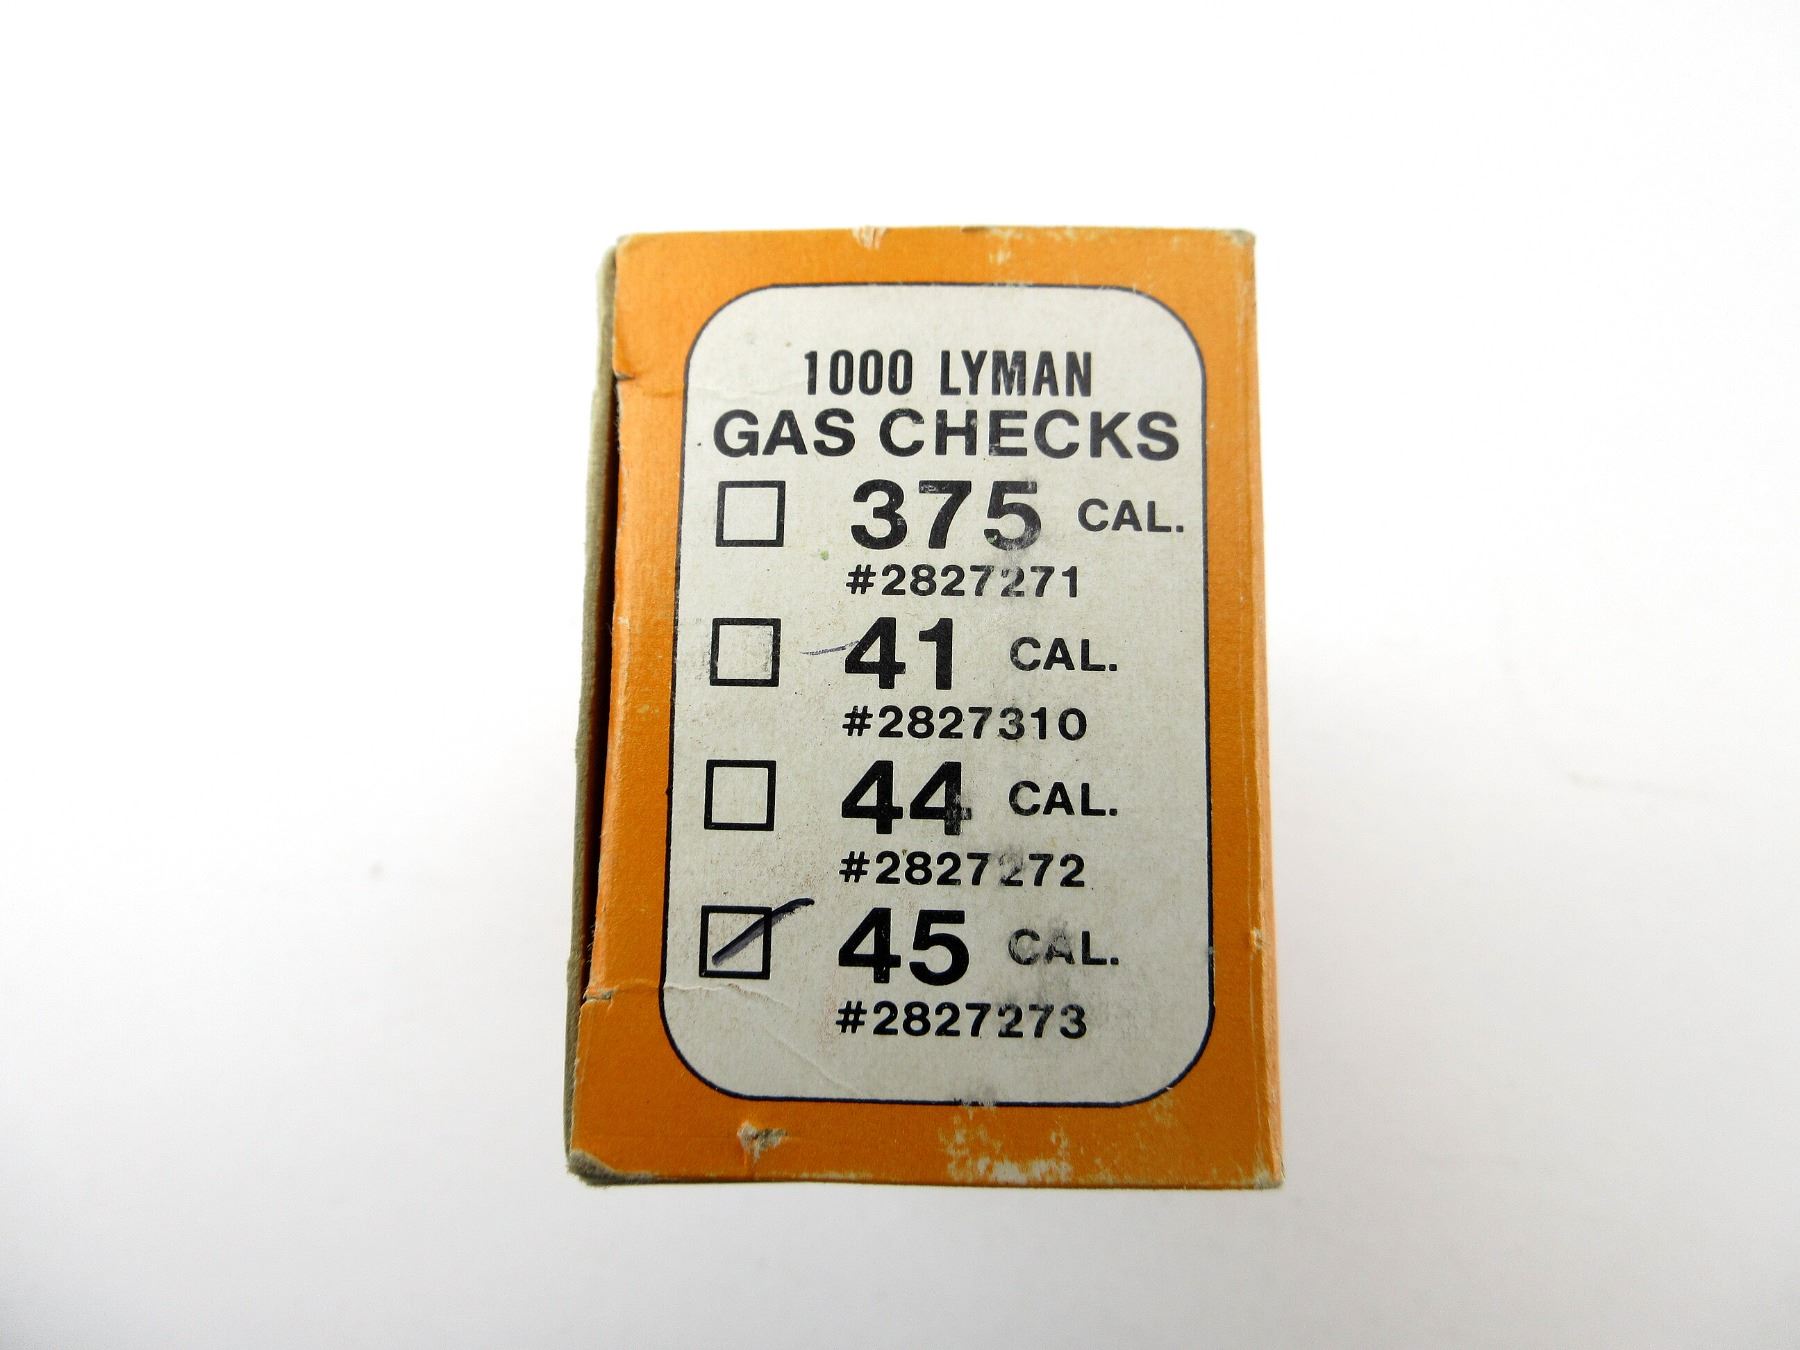 1000 LYMAN
GAS CHECKS
375 CAL.
#2827271
41 CAL.
#2827310
44 CAL.
#2827272
45 CAL.
#2827273